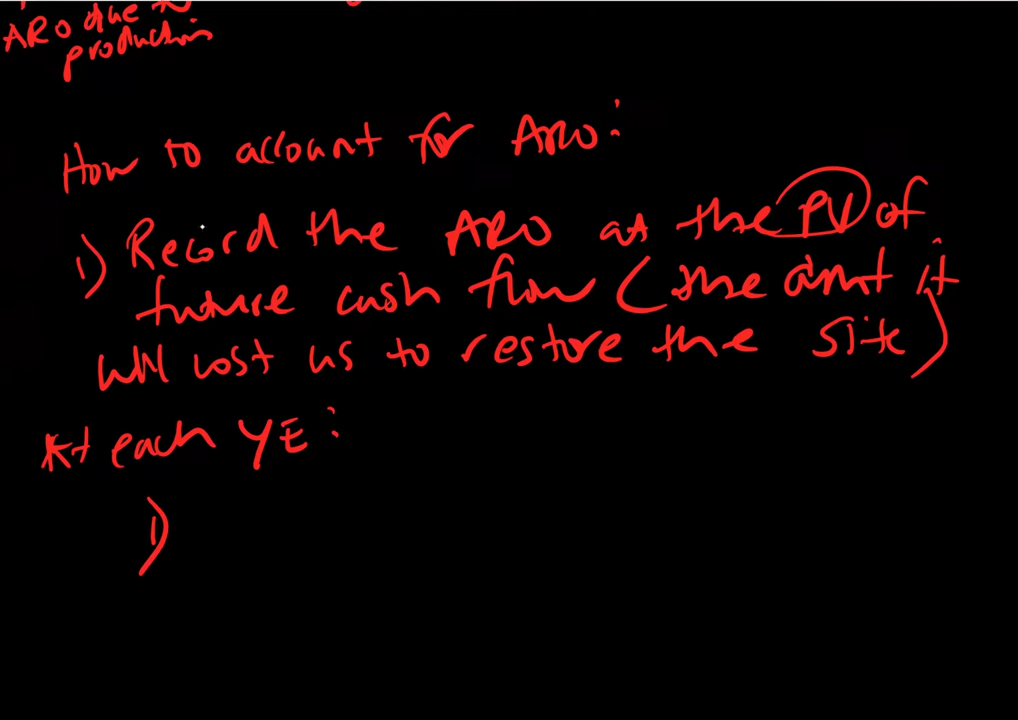 ARO due to
production
How to account for ARO:
1) Record the ARO at the PV of
future cash flow (the amt it
will cost us to restore the site)
At each YE:
1)